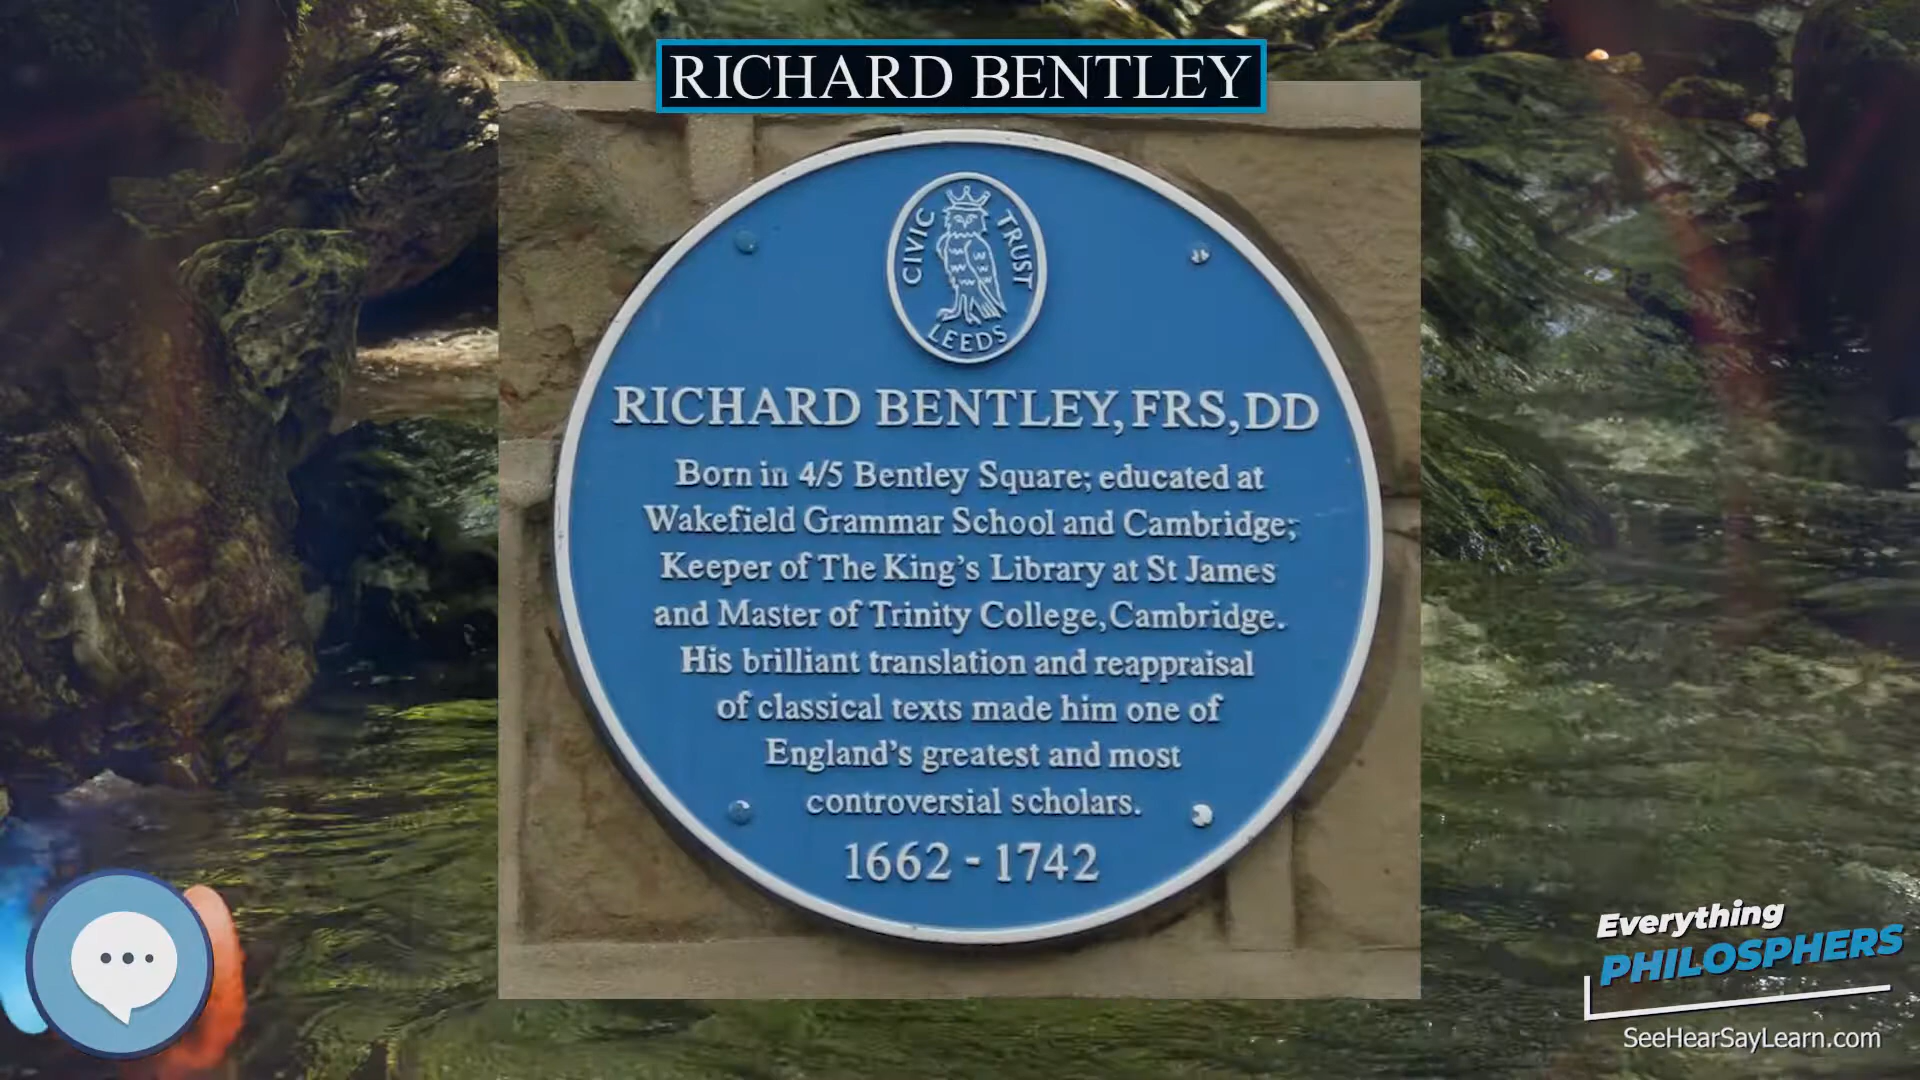 RICHARD BENTLEY
CIVIC TRUST
LEEDS
RICHARD BENTLEY, FRS, DD
Born in 4/5 Bentley Square; educated at
Wakefield Grammar School and Cambridge;
Keeper of The King's Library at St James
and Master of Trinity College, Cambridge.
His brilliant translation and reappraisal
of classical texts made him one of
England's greatest and most
controversial scholars.
1662 - 1742
Everything
PHILOSPHERS
SeeHearSayLearn.com